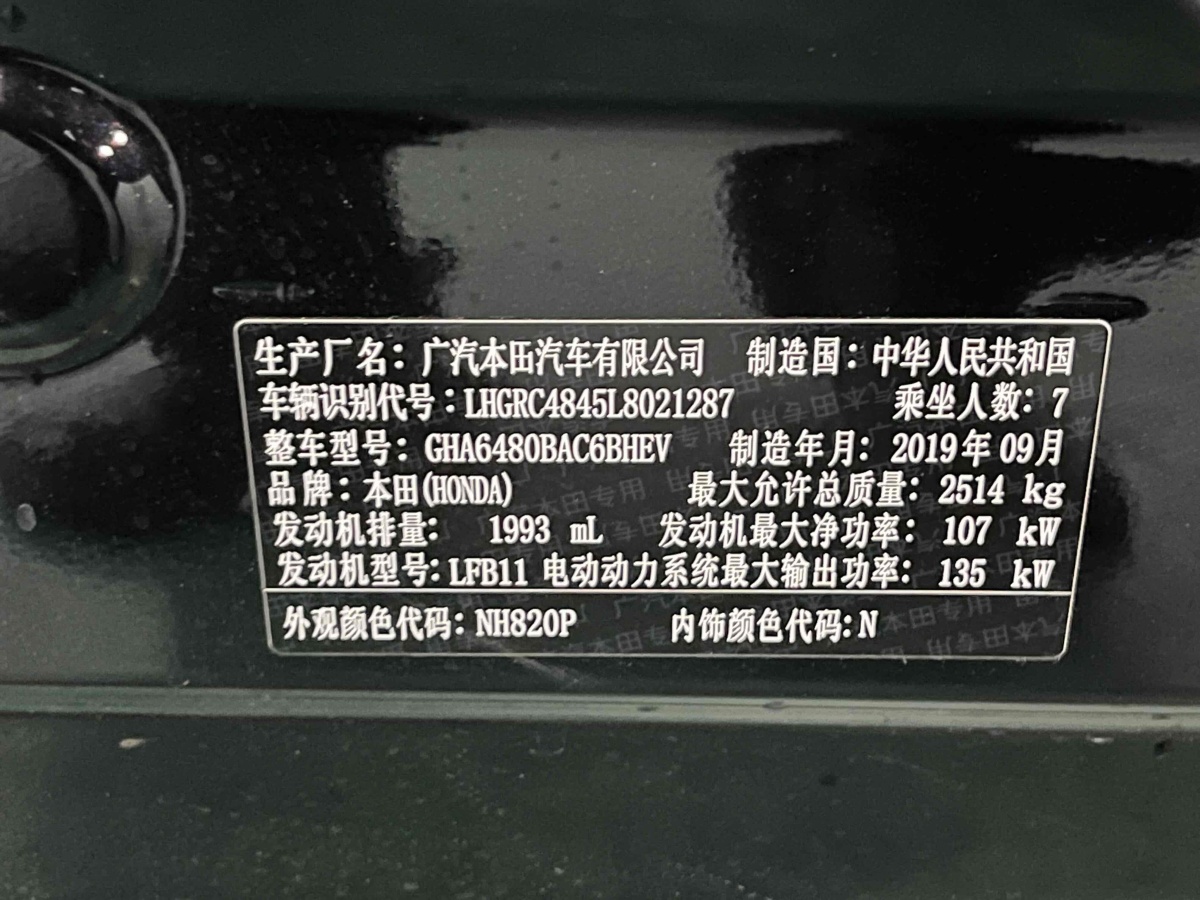 生产厂名：广汽本田汽车有限公司 制造国：中华人民共和国
车辆识别代号：LHGRC4845L8021287 乘坐人数：7
整车型号：GHA6480BAC6BHEV 制造年月：2019年09月
品牌：本田(HONDA) 最大允许总质量：2514 kg
发动机排量： 1993 mL 发动机最大净功率：107 kW
发动机型号：LFB11 电动动力系统最大输出功率：135 kW
外观颜色代码：NH820P 内饰颜色代码：N